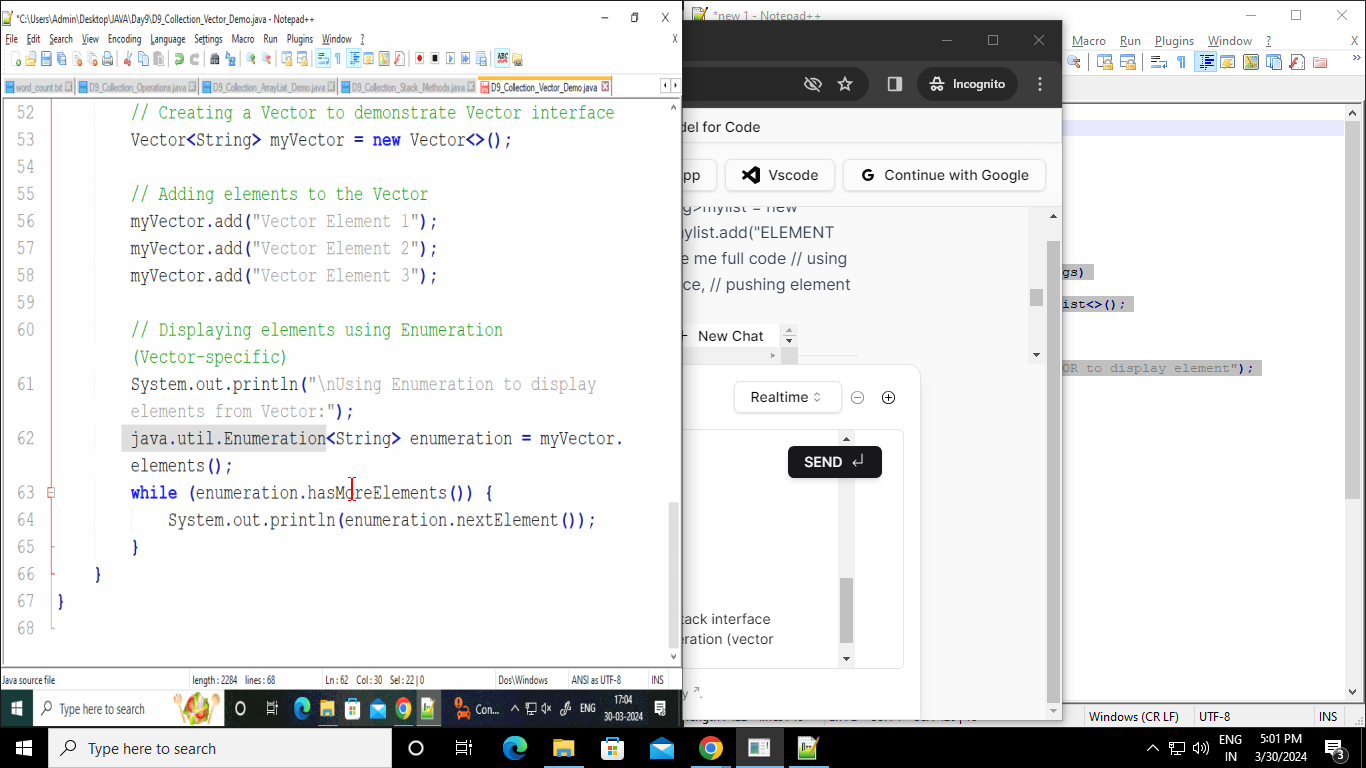 *C:\Users\Admin\Desktop\JAVA\Day9\D9_Collection_Vector_Demo.java - Notepad++
File Edit Search View Encoding Language Settings Macro Run Plugins Window ? X
word_count.txt D9_Collection_Operations.java D9_Collection_ArrayList_Demo.java D9_Collection_Stack_Methods.java D9_Collection_Vector_Demo.java
52 // Creating a Vector to demonstrate Vector interface
53 Vector<String> myVector = new Vector<>();
54
55 // Adding elements to the Vector
56 myVector.add("Vector Element 1");
57 myVector.add("Vector Element 2");
58 myVector.add("Vector Element 3");
59
60 // Displaying elements using Enumeration
(Vector-specific)
61 System.out.println("\nUsing Enumeration to display
elements from Vector:");
62 java.util.Enumeration<String> enumeration = myVector.
elements();
63 while (enumeration.hasMoreElements()) {
64 System.out.println(enumeration.nextElement());
65 }
66 }
67 }
68
Java source file length : 2284 lines : 68 Ln : 62 Col : 30 Sel : 22 | 0 Dos\Windows ANSI as UTF-8 INS
Type here to search Con... ENG 17:04
30-03-2024
*new 1 - Notepad++
Macro Run Plugins Window ? X
Incognito
del for Code
pp Vscode Continue with Google
g>mylist = new
ylist.add("ELEMENT
e me full code // using
ce, // pushing element
New Chat
Realtime
SEND
tack interface
eration (vector
gs)
ist<>();
OR to display element");
Windows (CR LF) UTF-8 INS
Type here to search
ENG
IN
5:01 PM
3/30/2024
3